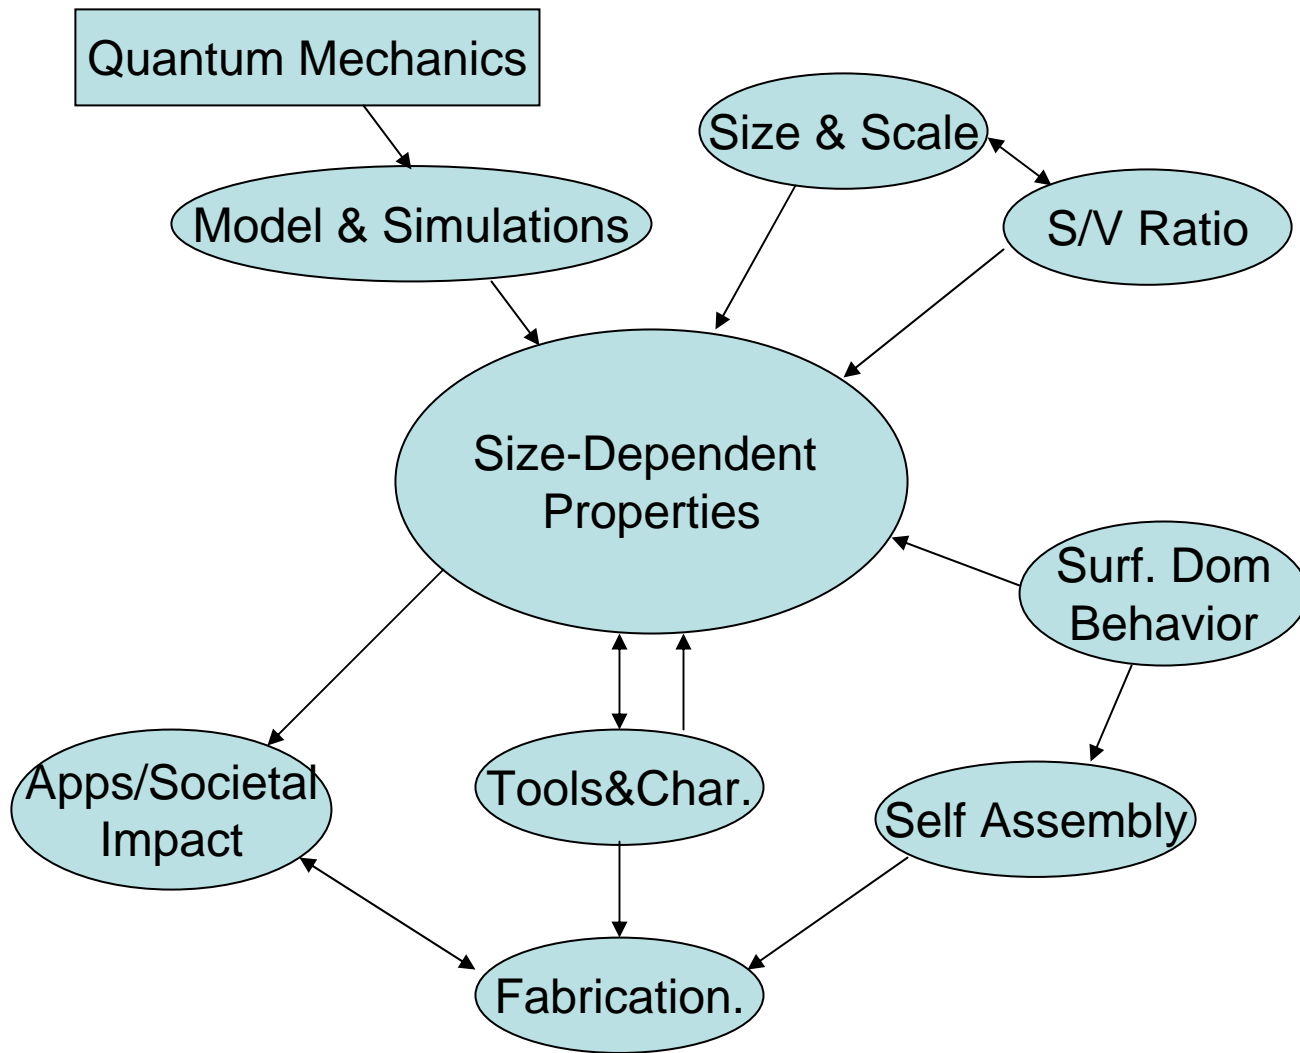 Quantum Mechanics
Size & Scale
Model & Simulations
S/V Ratio
Size-Dependent
Properties
Surf. Dom
Behavior
Apps/Societal
Impact
Tools&Char.
Self Assembly
Fabrication.